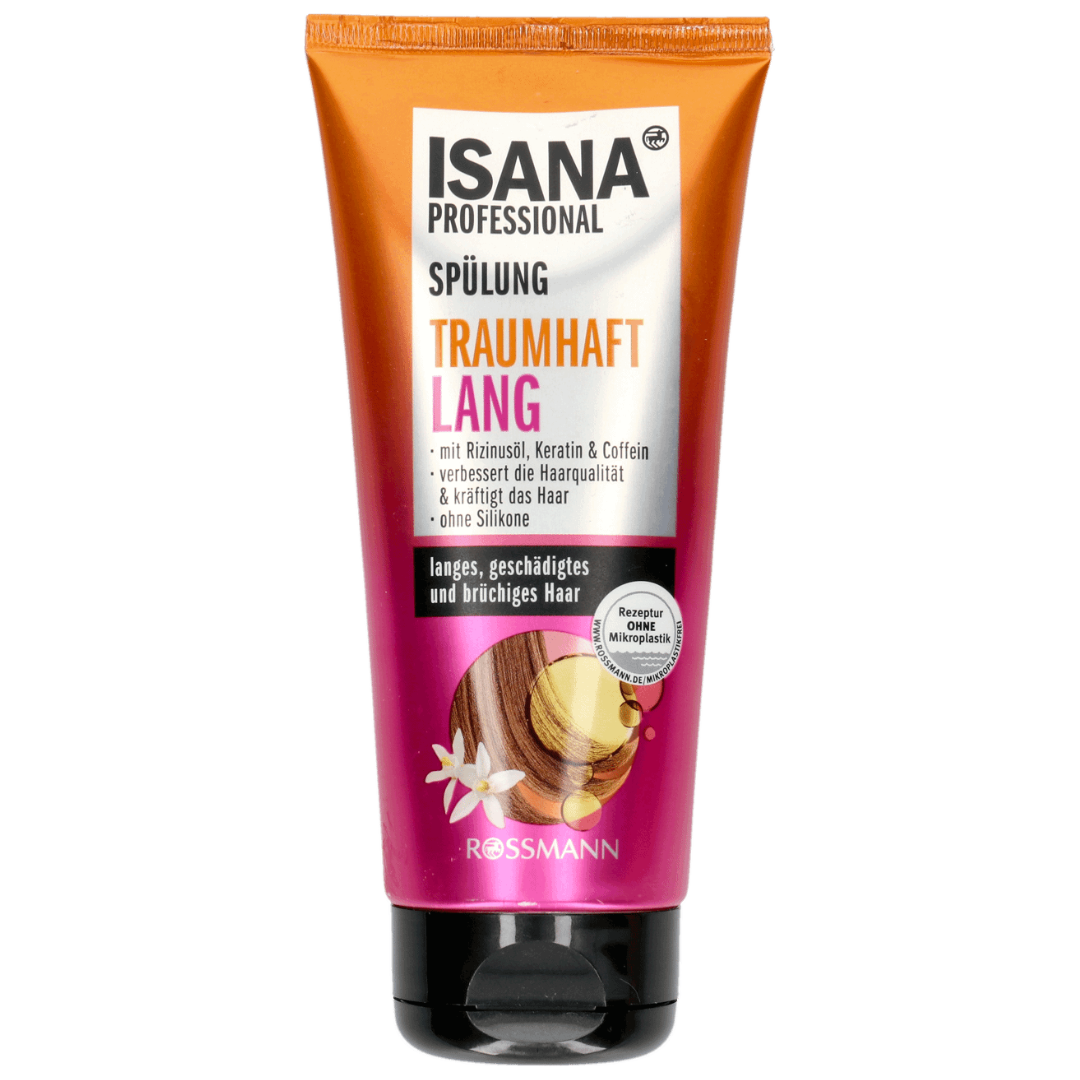 ISANA
PROFESSIONAL
SPÜLUNG
TRAUMHAFT
LANG
· mit Rizinusöl, Keratin & Coffein
· verbessert die Haarqualität
& kräftigt das Haar
· ohne Silikone
langes, geschädigtes
und brüchiges Haar
Rezeptur
OHNE
Mikroplastik
WWW.ROSSMANN.DE/MIKROPLASTIKFREI
ROSSMANN